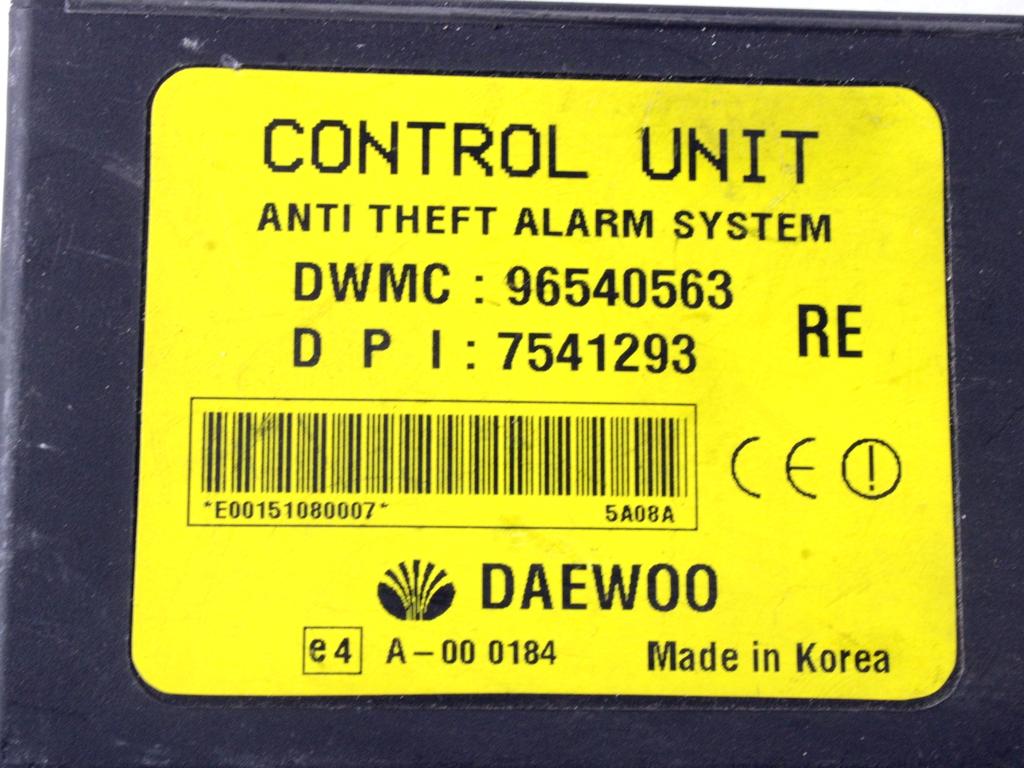 CONTROL UNIT
ANTI THEFT ALARM SYSTEM
DWMC : 96540563
D P I : 7541293
RE
*E00151080007* 5A08A
CE
DAEWOO
e4 A-00 0184 Made in Korea